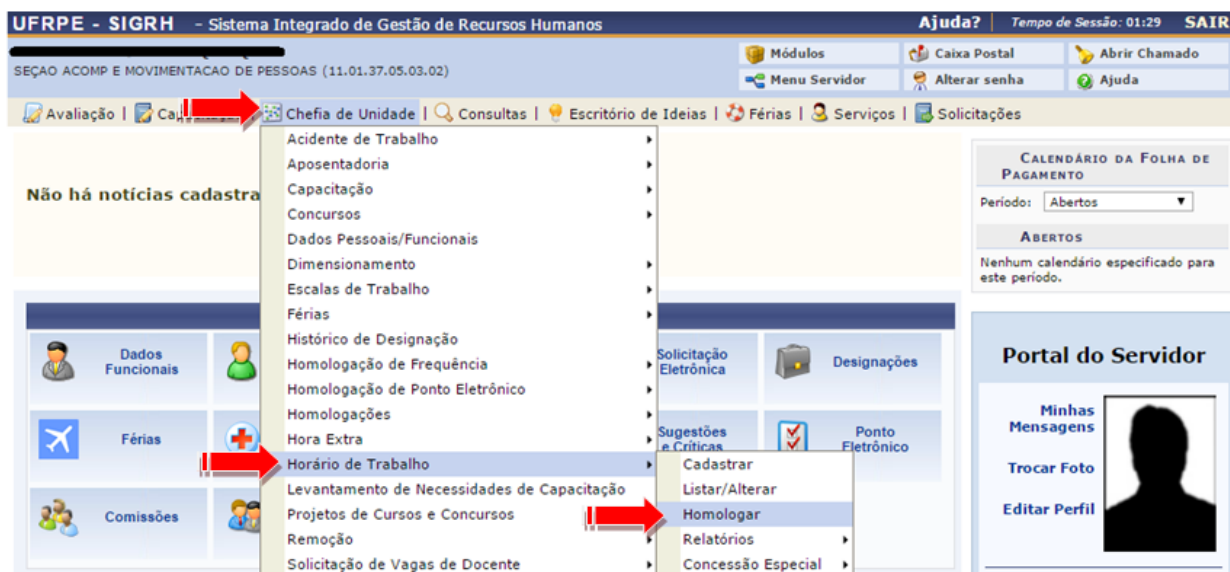 UFRPE - SIGRH - Sistema Integrado de Gestão de Recursos Humanos
Ajuda? Tempo de Sessão: 01:29 SAIR
SEÇAO ACOMP E MOVIMENTACAO DE PESSOAS (11.01.37.05.03.02)
Módulos Caixa Postal Abrir Chamado
Menu Servidor Alterar senha Ajuda
Avaliação | Chefia de Unidade | Consultas | Escritório de Ideias | Férias | Serviços | Solicitações
Não há notícias cadastra
Acidente de Trabalho
Aposentadoria
Capacitação
Concursos
Dados Pessoais/Funcionais
Dimensionamento
Escalas de Trabalho
Férias
Histórico de Designação
Homologação de Frequência
Homologação de Ponto Eletrônico
Homologações
Hora Extra
Horário de Trabalho
Levantamento de Necessidades de Capacitação
Projetos de Cursos e Concursos
Remoção
Solicitação de Vagas de Docente
Cadastrar
Listar/Alterar
Homologar
Relatórios
Concessão Especial
Dados
Funcionais
Férias
Comissões
Solicitação
Eletrônica
Designações
Sugestões
e Críticas
Ponto
Eletrônico
CALENDÁRIO DA FOLHA DE
PAGAMENTO
Período: Abertos
ABERTOS
Nenhum calendário especificado para
este período.
Portal do Servidor
Minhas
Mensagens
Trocar Foto
Editar Perfil